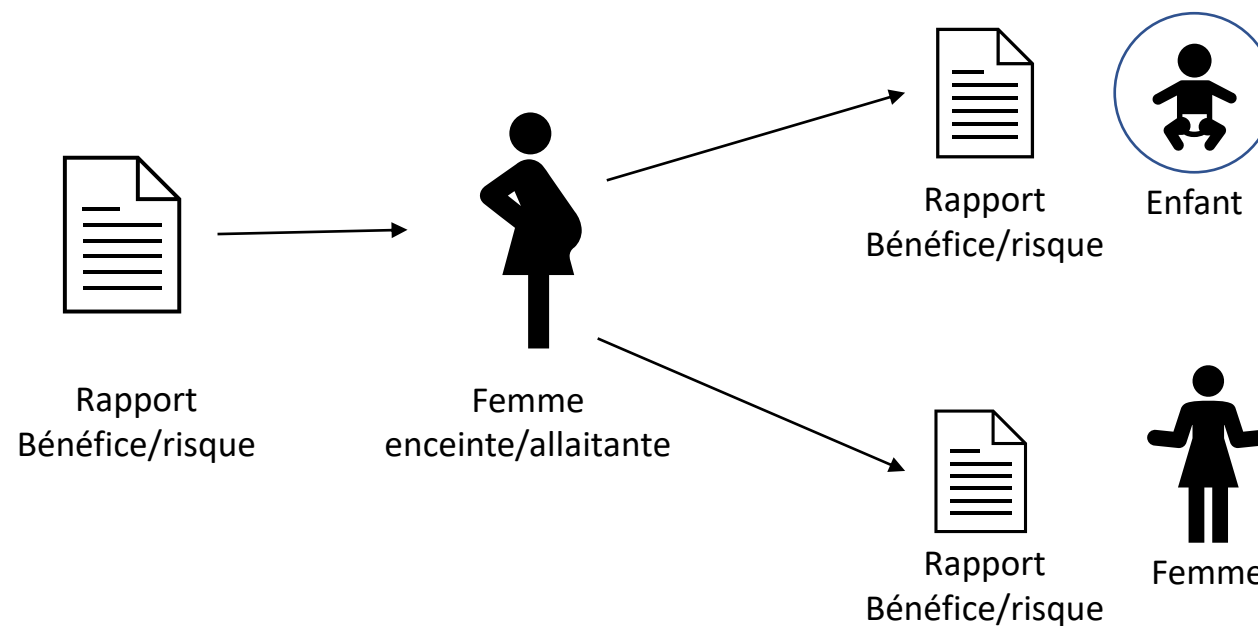 Rapport
Bénéfice/risque
Femme
enceinte/allaitante
Rapport
Bénéfice/risque
Enfant
Rapport
Bénéfice/risque
Femme